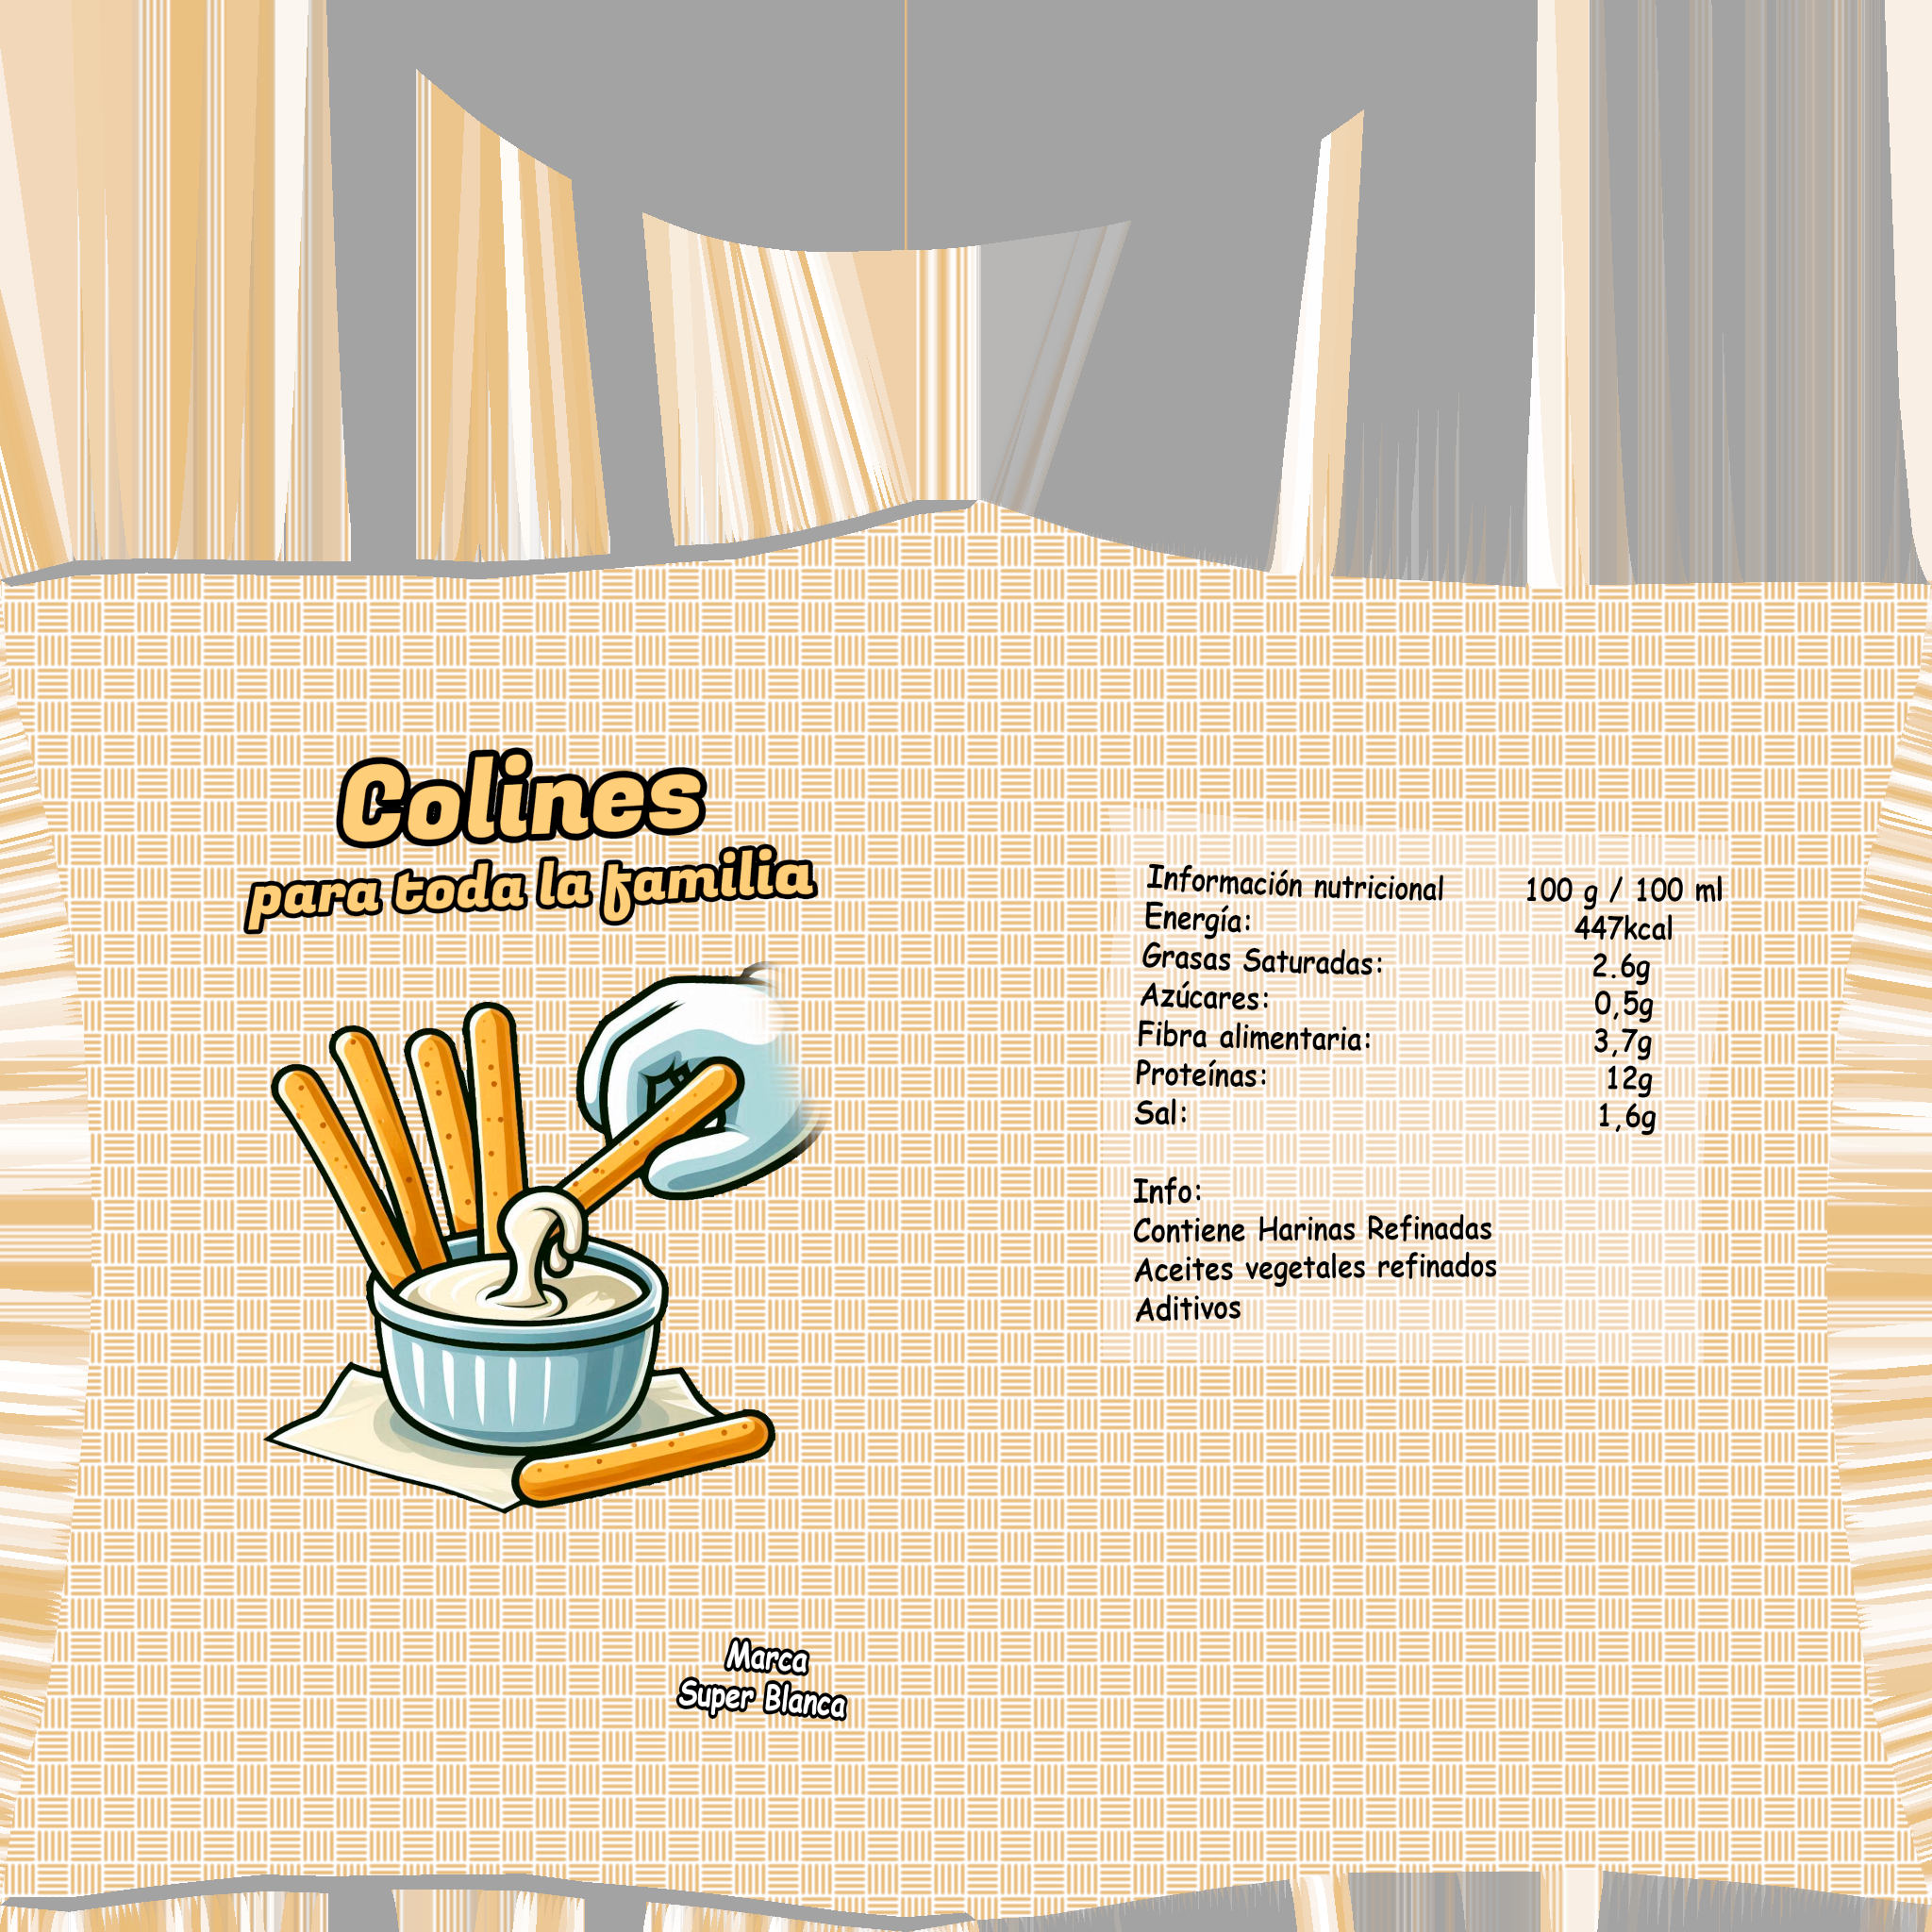 Colines
para toda la familia
Marca
Super Blanca
Información nutricional 100 g / 100 ml
Energía: 447kcal
Grasas Saturadas: 2.6g
Azúcares: 0,5g
Fibra alimentaria: 3,7g
Proteínas: 12g
Sal: 1,6g
Info:
Contiene Harinas Refinadas
Aceites vegetales refinados
Aditivos